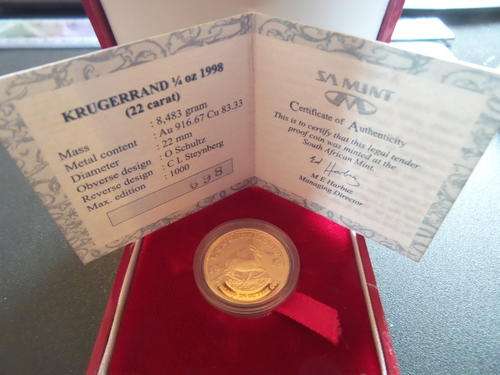 KRUGERRAND ¼ oz 1998
(22 carat)
Mass : 8,483 gram
Metal content : Au 916.67 Cu 83.33
Diameter : 22 mm
Obverse design : O Schultz
Reverse design : C L Steynberg
Max. edition : 1000
698
SA MINT
Certificate of Authenticity
This is to certify that this legal tender
proof coin was minted at the
South African Mint.
M E Harbuz
Managing Director